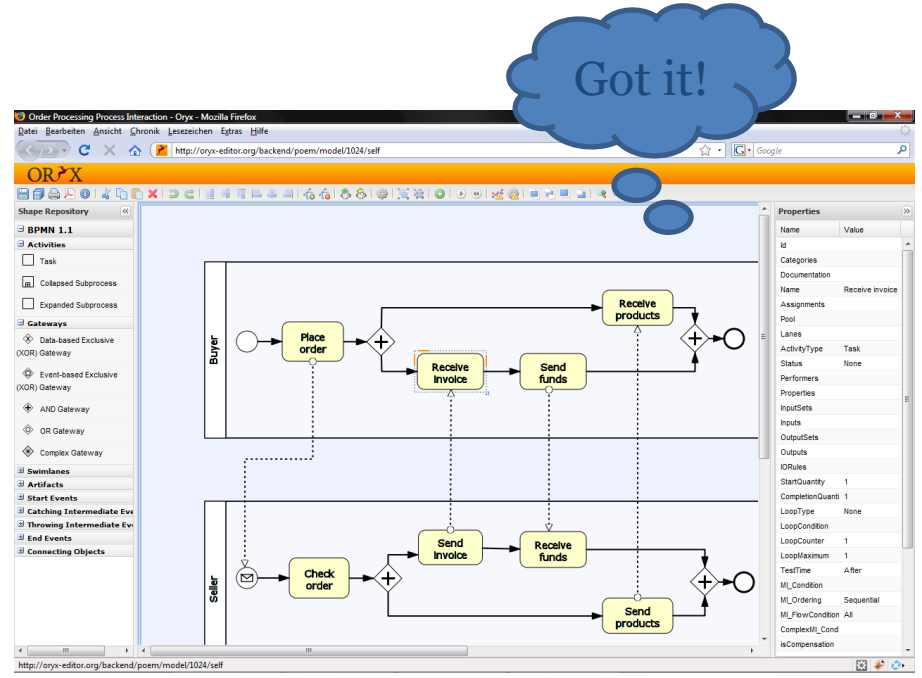 Got it!
Order Processing Process Interaction - Oryx - Mozilla Firefox
Datei Bearbeiten Ansicht Chronik Lesezeichen Extras Hilfe
http://oryx-editor.org/backend/poem/model/1024/self
Google
ORYX
Shape Repository
BPMN 1.1
Activities
Task
Collapsed Subprocess
Expanded Subprocess
Gateways
Data-based Exclusive
(XOR) Gateway
Event-based Exclusive
(XOR) Gateway
AND Gateway
OR Gateway
Complex Gateway
Swimlanes
Artifacts
Start Events
Catching Intermediate Eve
Throwing Intermediate Eve
End Events
Connecting Objects
Buyer
Place
order
Receive
invoice
Send
funds
Receive
products
Seller
Check
order
Send
invoice
Receive
funds
Send
products
Properties
Name Value
Id
Categories
Documentation
Name Receive invoice
Assignments
Pool
Lanes
ActivityType Task
Status None
Performers
Properties
InputSets
Inputs
OutputSets
Outputs
IORules
StartQuantity 1
CompletionQuanti 1
LoopType None
LoopCondition
LoopCounter 1
LoopMaximum 1
TestTime After
MI_Condition
MI_Ordering Sequential
MI_FlowCondition All
ComplexMI_Cond
isCompensation
http://oryx-editor.org/backend/poem/model/1024/self